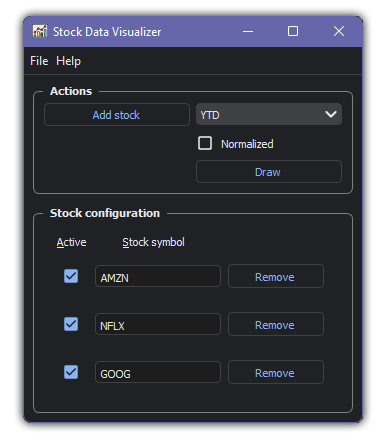 Stock Data Visualizer
File Help
Actions
Add stock YTD
Normalized
Draw
Stock configuration
Active Stock symbol
AMZN Remove
NFLX Remove
GOOG Remove